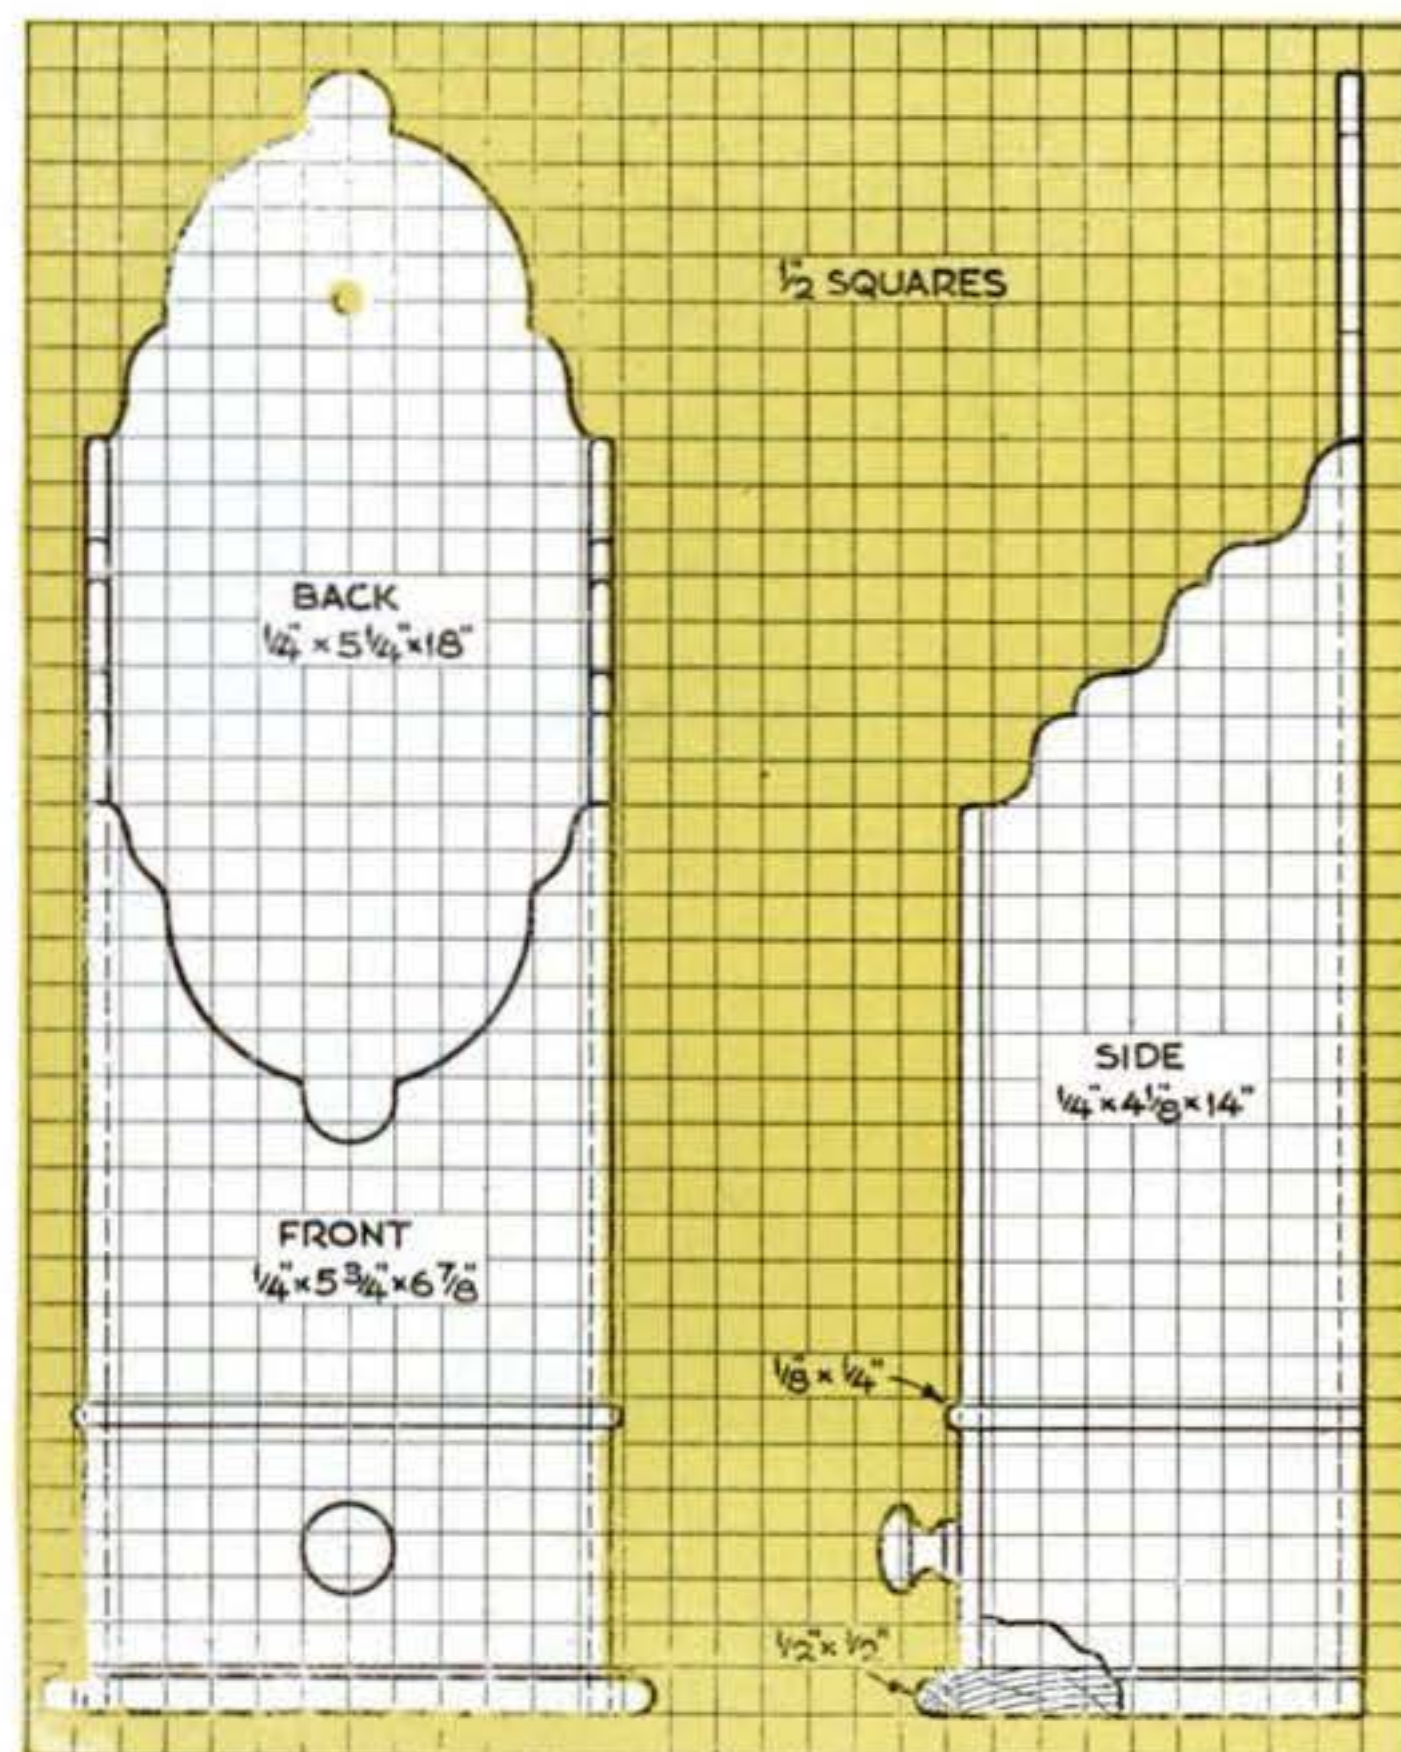 ½" SQUARES
BACK
¼" × 5¼" × 18"
SIDE
¼" × 4⅛" × 14"
FRONT
¼" × 5¾" × 6⅞"
⅛" × ¼"
½" × ½"